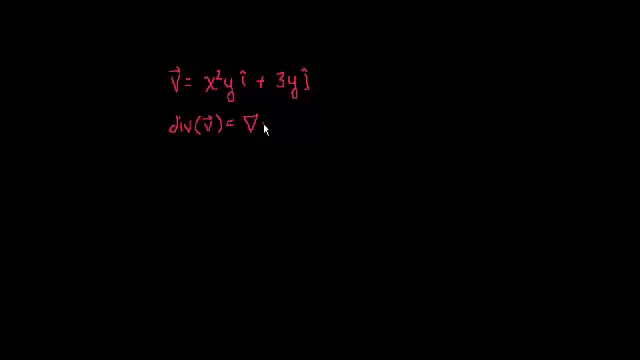 v⃗ = x²y î + 3y ĵ
div(v⃗) = ∇